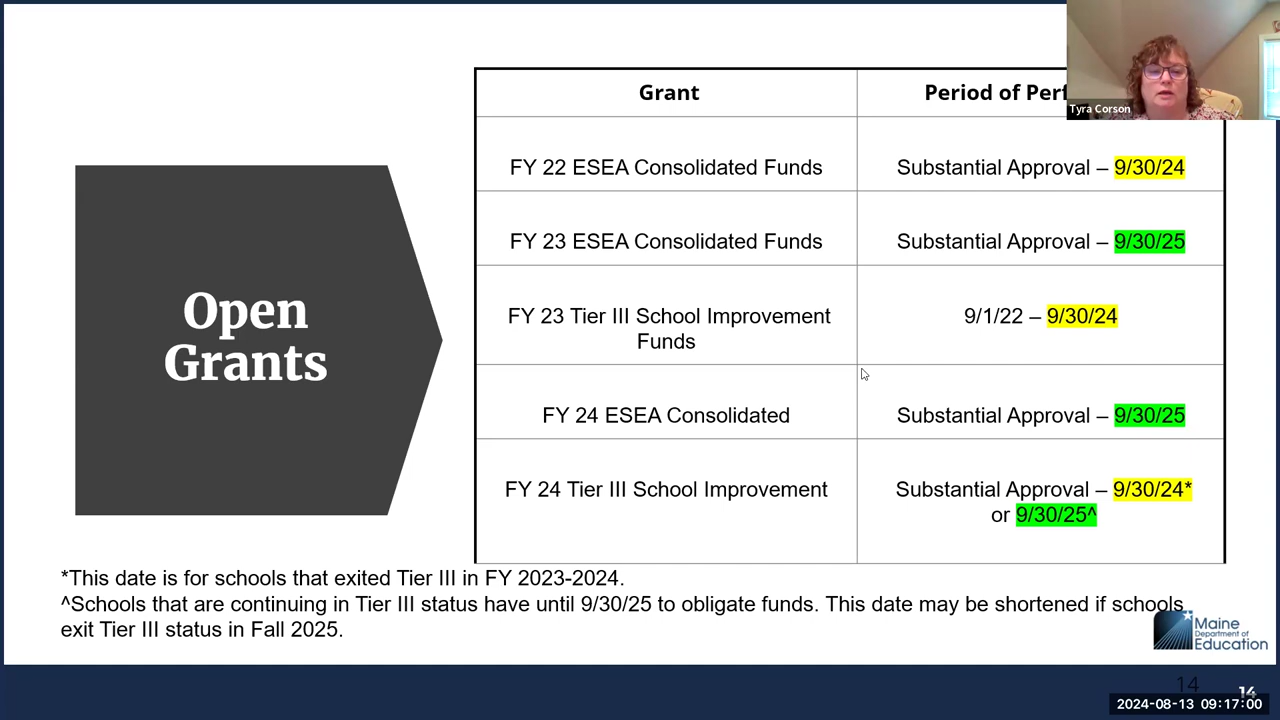 Grant
Period of
Tyra Corson
FY 22 ESEA Consolidated Funds
Substantial Approval – 9/30/24
FY 23 ESEA Consolidated Funds
Substantial Approval – 9/30/25
Open
Grants
FY 23 Tier III School Improvement
Funds
9/1/22 – 9/30/24
FY 24 ESEA Consolidated
Substantial Approval – 9/30/25
FY 24 Tier III School Improvement
Substantial Approval – 9/30/24*
or 9/30/25^
*This date is for schools that exited Tier III in FY 2023-2024.
^Schools that are continuing in Tier III status have until 9/30/25 to obligate funds. This date may be shortened if schools
exit Tier III status in Fall 2025.
Maine
Department of
Education
14
14
2024-08-13 09:17:00